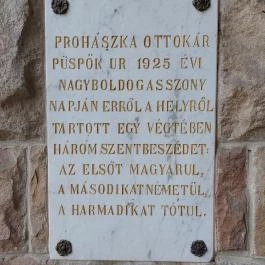 PROHÁSZKA OTTOKÁR
PÜSPÖK UR 1925 ÉVI
NAGYBOLDOGASSZONY
NAPJÁN ERRŐL A HELYRŐL
TARTOTT EGY VÉGTÉBEN
HÁROM SZENTBESZÉDET:
AZ ELSŐT MAGYARUL,
A MÁSODIKAT NÉMETÜL,
A HARMADIKAT TÓTUL.